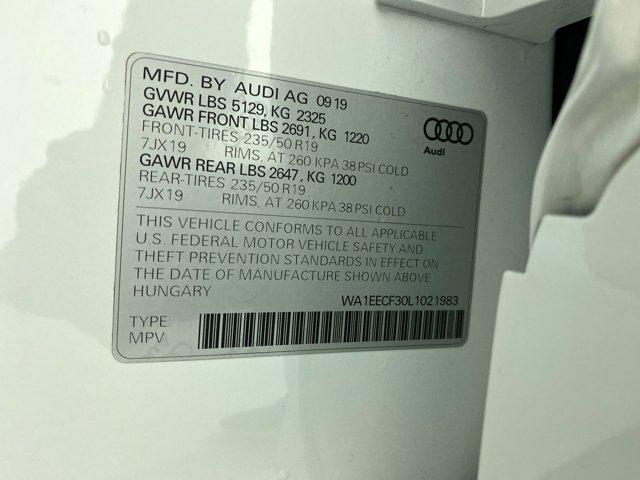 MFD. BY AUDI AG 09 19
GVWR LBS 5129, KG 2325
GAWR FRONT LBS 2691, KG 1220
FRONT-TIRES 235/50 R19
7JX19 RIMS, AT 260 KPA 38 PSI COLD
GAWR REAR LBS 2647, KG 1200
REAR-TIRES 235/50 R19
7JX19 RIMS, AT 260 KPA 38 PSI COLD
Audi
THIS VEHICLE CONFORMS TO ALL APPLICABLE
U.S. FEDERAL MOTOR VEHICLE SAFETY AND
THEFT PREVENTION STANDARDS IN EFFECT ON
THE DATE OF MANUFACTURE SHOWN ABOVE
HUNGARY
WA1EECF30L1021983
TYPE:
MPV